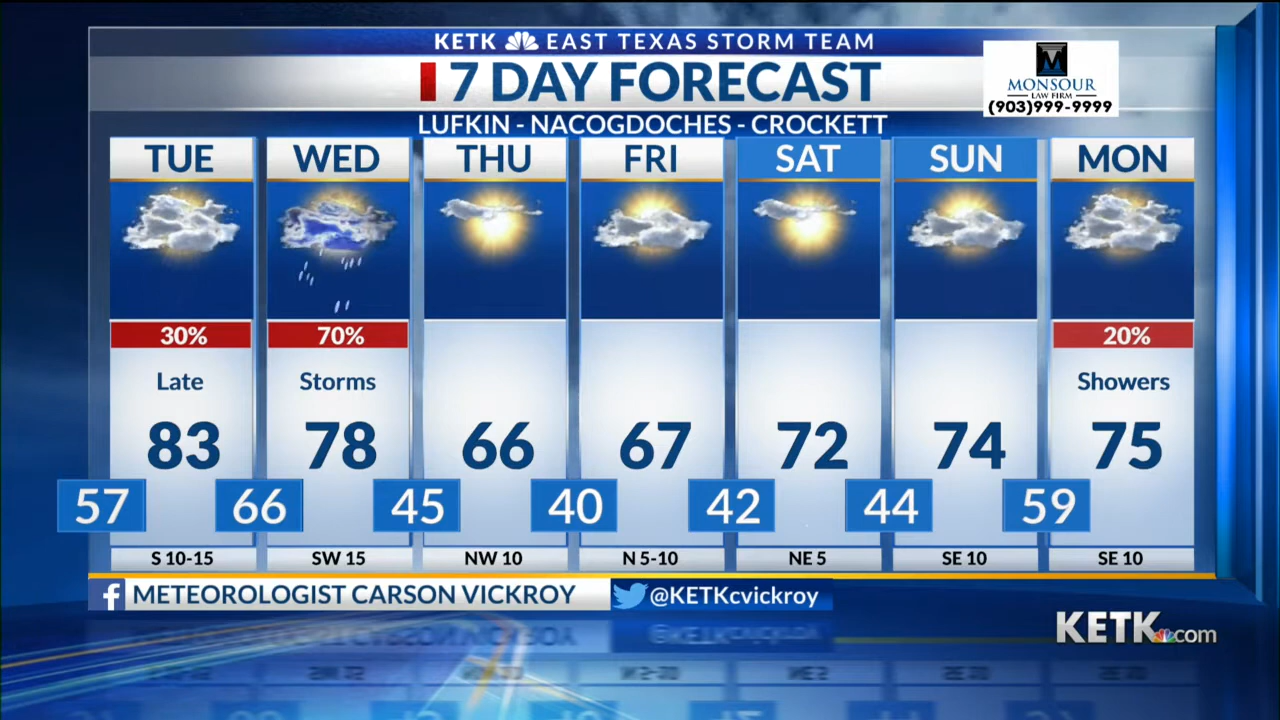 KETK EAST TEXAS STORM TEAM
7 DAY FORECAST
M
MONSOUR
LAW FIRM
(903)999-9999
LUFKIN - NACOGDOCHES - CROCKETT
TUE WED THU FRI SAT SUN MON
30% 70% 20%
Late Storms Showers
83 78 66 67 72 74 75
57 66 45 40 42 44 59
S 10-15 SW 15 NW 10 N 5-10 NE 5 SE 10 SE 10
f METEOROLOGIST CARSON VICKROY @KETKcvickroy
KETK.com